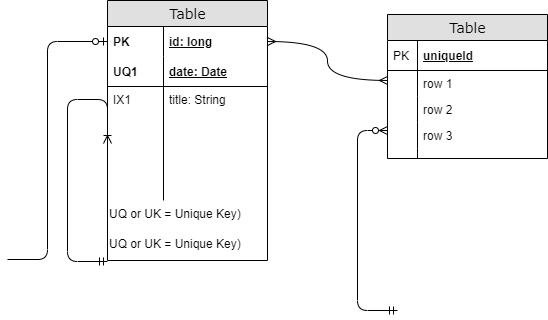 Table
PK id: long
UQ1 date: Date
IX1 title: String
UQ or UK = Unique Key)
UQ or UK = Unique Key)
Table
PK uniqueId
row 1
row 2
row 3